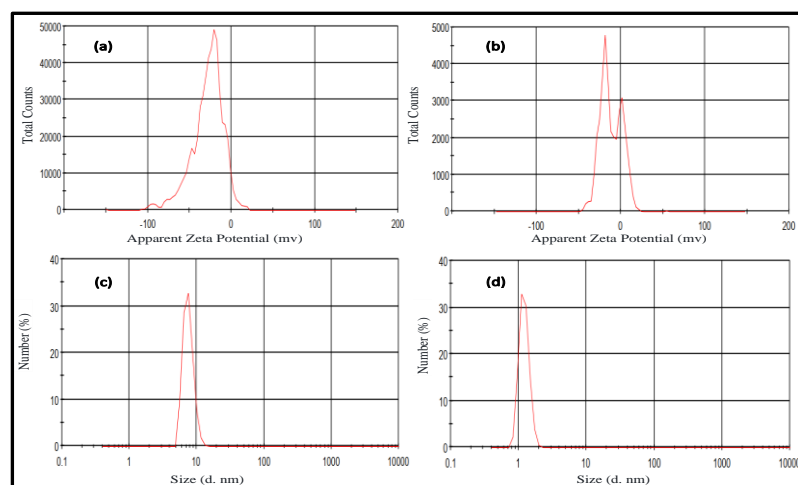 (a)
Total Counts
50000
40000
30000
20000
10000
0
-100 0 100 200
Apparent Zeta Potential (mv)
(b)
Total Counts
5000
4000
3000
2000
1000
0
-100 0 100 200
Apparent Zeta Potential (mv)
(c)
Number (%)
40
30
20
10
0
0.1 1 10 100 1000 10000
Size (d. nm)
(d)
Number (%)
40
30
20
10
0
0.1 1 10 100 1000 10000
Size (d. nm)